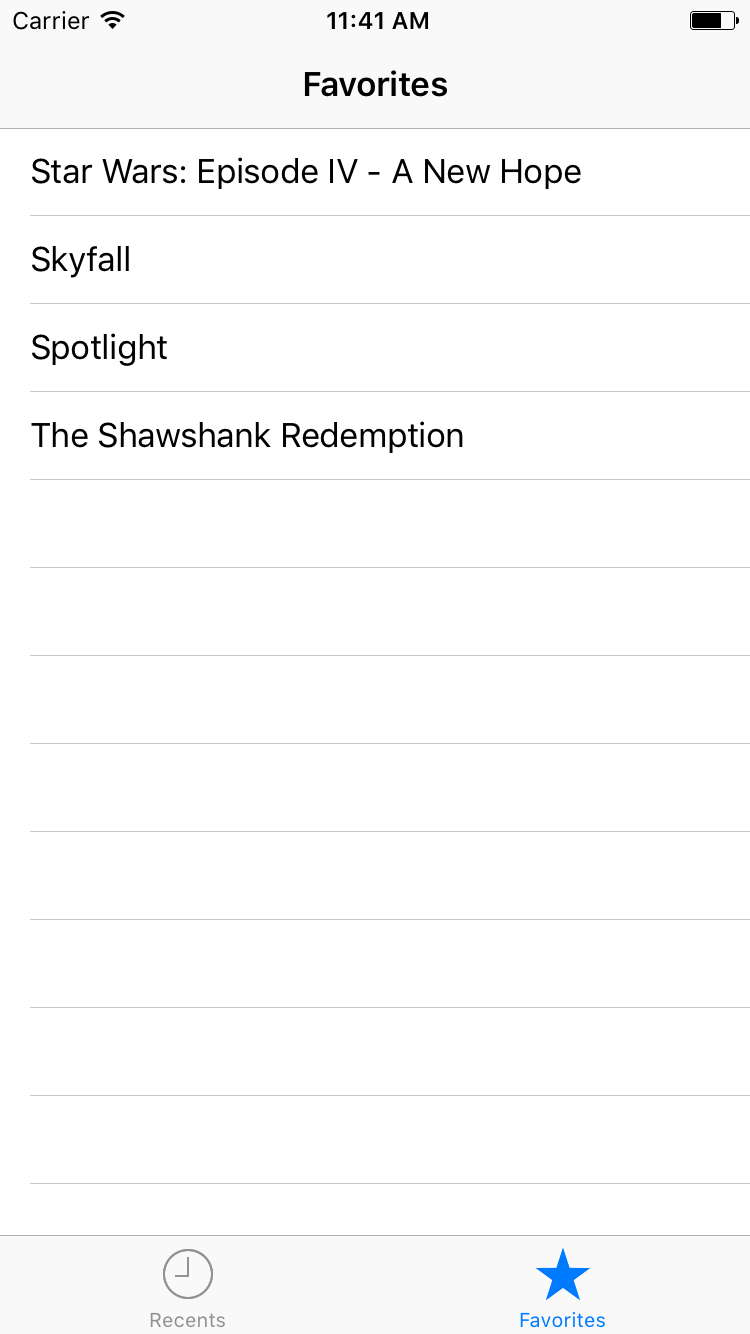 Carrier 11:41 AM
Favorites
Star Wars: Episode IV - A New Hope
Skyfall
Spotlight
The Shawshank Redemption
Recents Favorites